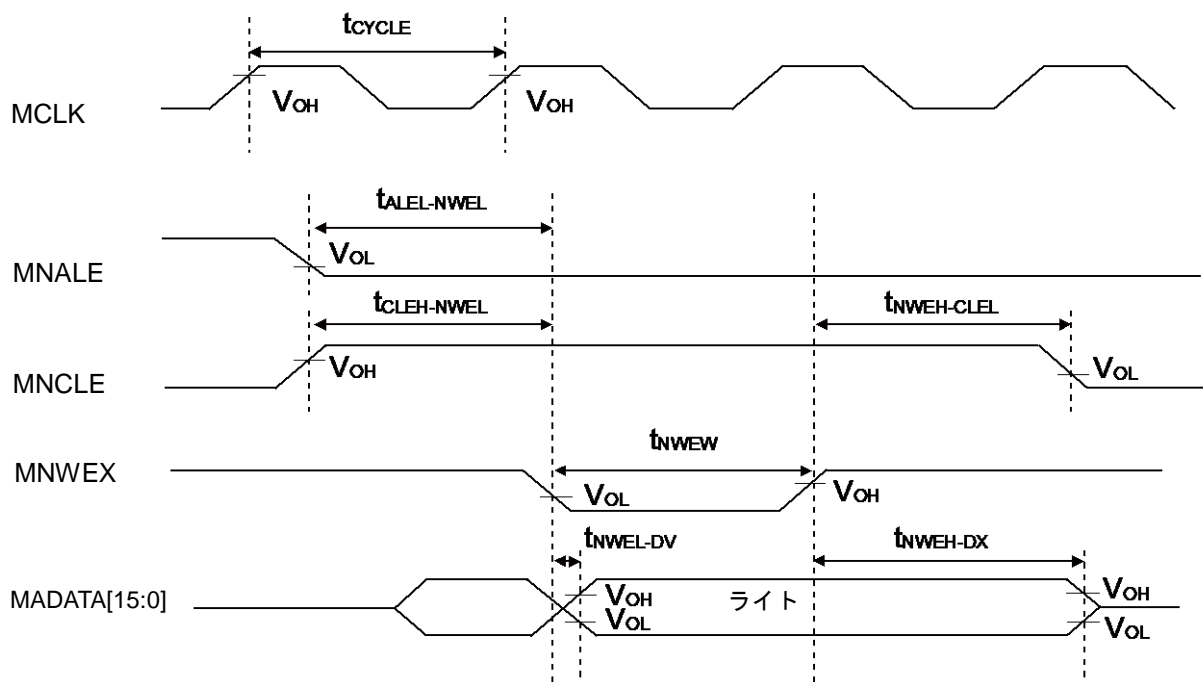 tCYCLE
MCLK
VOH
VOH
tALEL-NWEL
MNALE
VOL
tCLEH-NWEL
tNWEH-CLEL
MNCLE
VOH
VOL
tNWEW
MNWEX
VOL
VOH
tNWEL-DV
tNWEH-DX
MADATA[15:0]
VOH
ライト
VOH
VOL
VOL